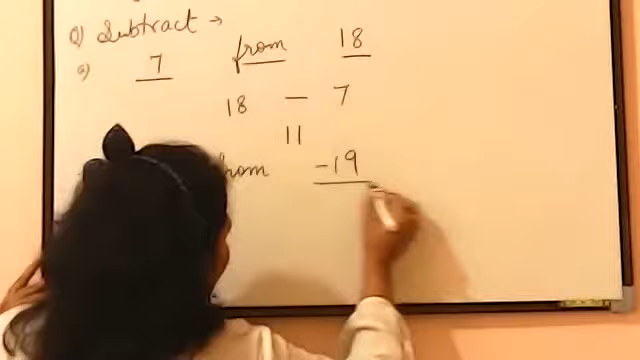 Q) Subtract →
a) 7 from 18
18 — 7
11
from -19